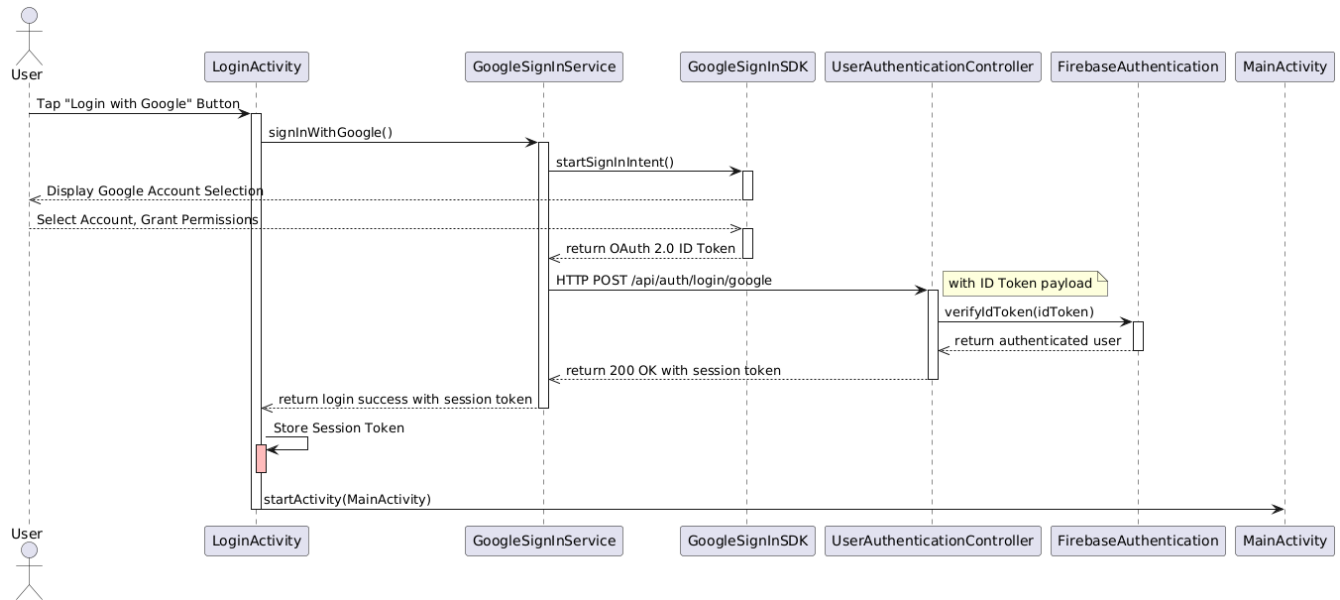 User
LoginActivity
GoogleSignInService
GoogleSignInSDK
UserAuthenticationController
FirebaseAuthentication
MainActivity
Tap "Login with Google" Button
signInWithGoogle()
startSignInIntent()
Display Google Account Selection
Select Account, Grant Permissions
return OAuth 2.0 ID Token
HTTP POST /api/auth/login/google
with ID Token payload
verifyIdToken(idToken)
return authenticated user
return 200 OK with session token
return login success with session token
Store Session Token
startActivity(MainActivity)
User
LoginActivity
GoogleSignInService
GoogleSignInSDK
UserAuthenticationController
FirebaseAuthentication
MainActivity